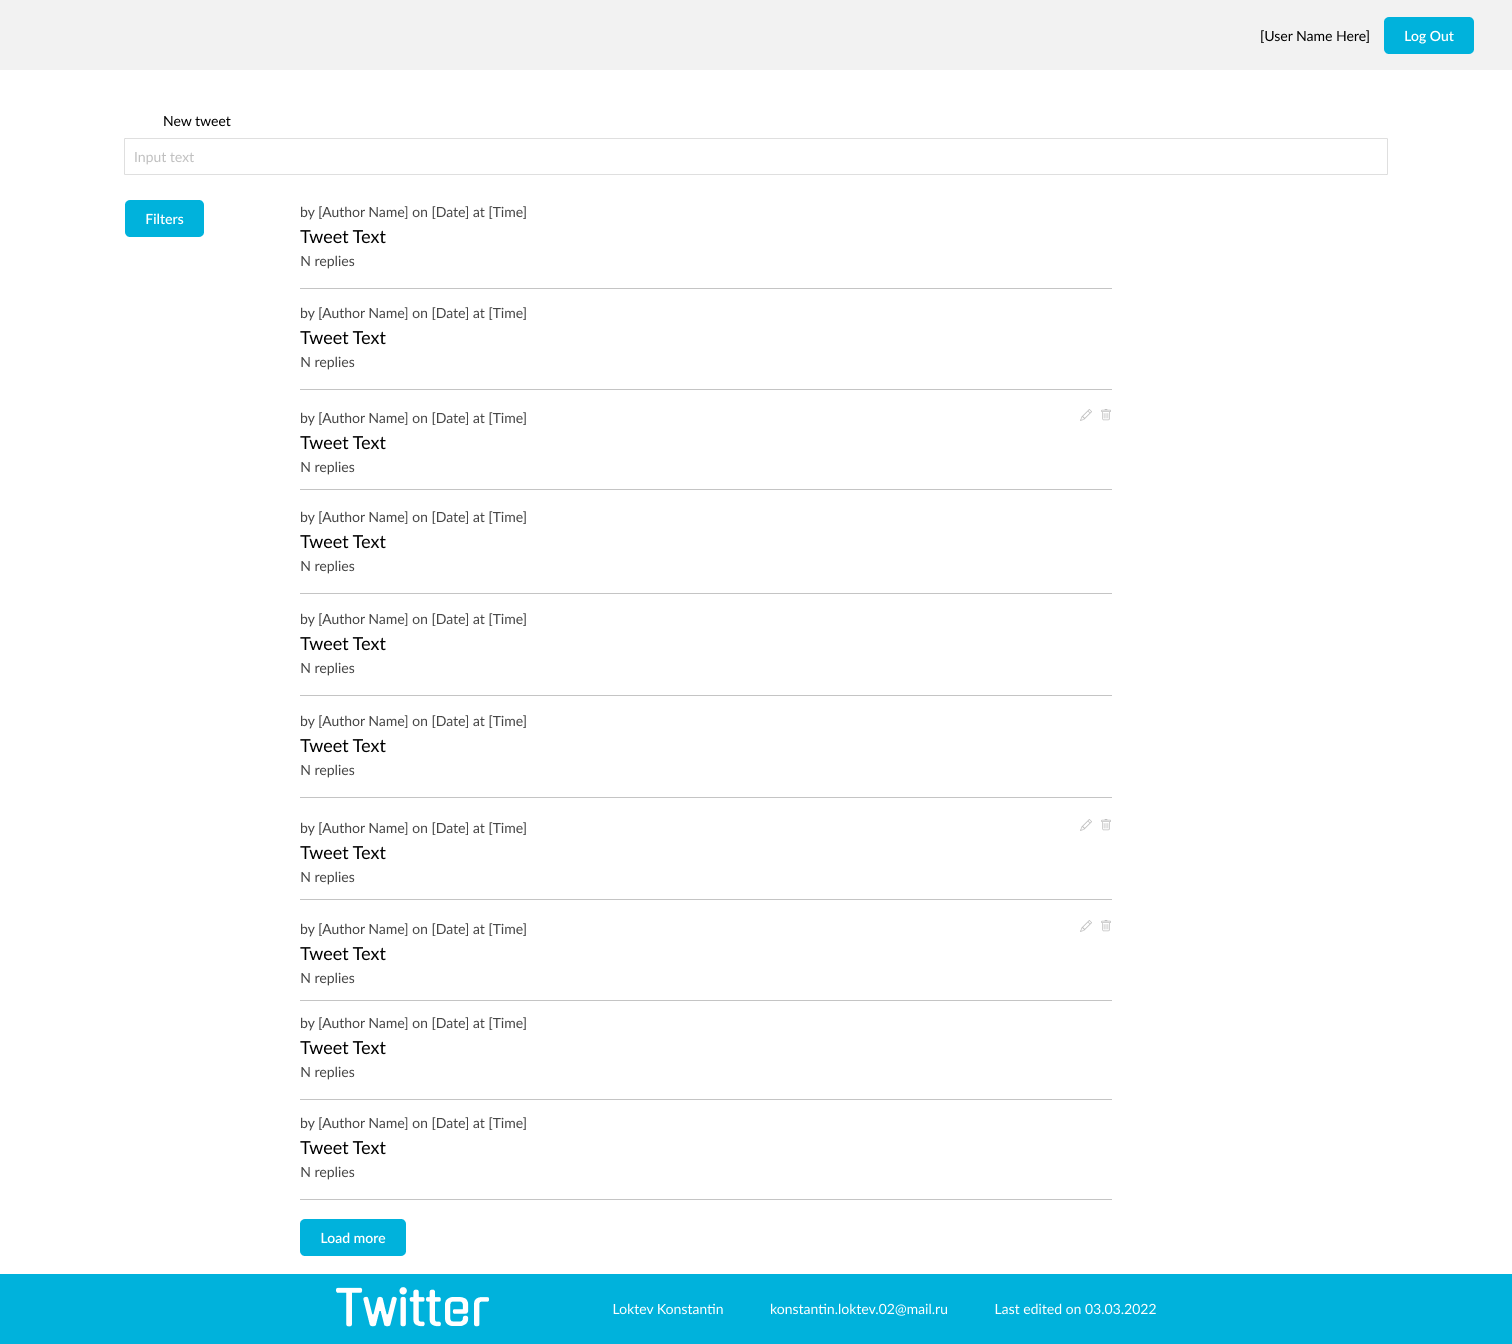 [User Name Here] Log Out
New tweet
Input text
Filters
by [Author Name] on [Date] at [Time]
Tweet Text
N replies
by [Author Name] on [Date] at [Time]
Tweet Text
N replies
by [Author Name] on [Date] at [Time]
Tweet Text
N replies
by [Author Name] on [Date] at [Time]
Tweet Text
N replies
by [Author Name] on [Date] at [Time]
Tweet Text
N replies
by [Author Name] on [Date] at [Time]
Tweet Text
N replies
by [Author Name] on [Date] at [Time]
Tweet Text
N replies
by [Author Name] on [Date] at [Time]
Tweet Text
N replies
by [Author Name] on [Date] at [Time]
Tweet Text
N replies
by [Author Name] on [Date] at [Time]
Tweet Text
N replies
Load more
Twitter Loktev Konstantin konstantin.loktev.02@mail.ru Last edited on 03.03.2022